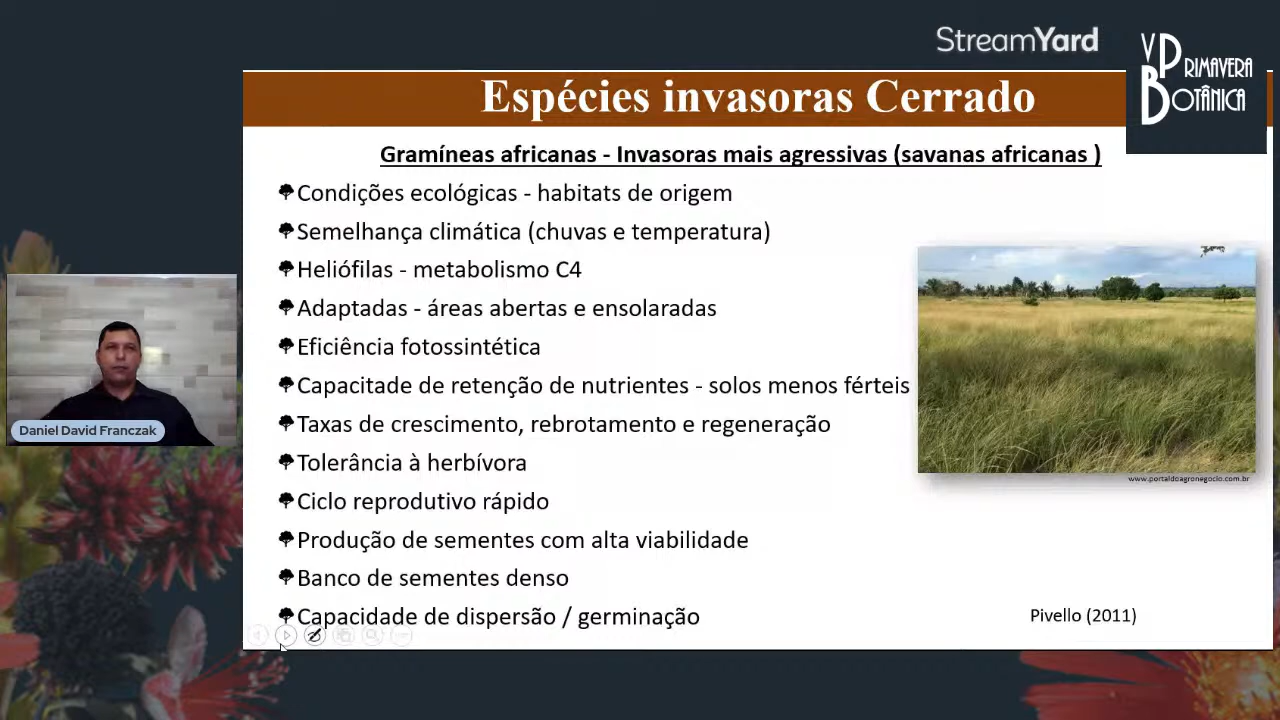 StreamYard
V PRIMAVERA
BOTÂNICA
Espécies invasoras Cerrado
Gramíneas africanas - Invasoras mais agressivas (savanas africanas )
Condições ecológicas - habitats de origem
Semelhança climática (chuvas e temperatura)
Heliófilas - metabolismo C4
Adaptadas - áreas abertas e ensolaradas
Eficiência fotossintética
Capacitade de retenção de nutrientes - solos menos férteis
Taxas de crescimento, rebrotamento e regeneração
Tolerância à herbívora
Ciclo reprodutivo rápido
Produção de sementes com alta viabilidade
Banco de sementes denso
Capacidade de dispersão / germinação
www.portaldoagronegocio.com.br
Pivello (2011)
Daniel David Franczak